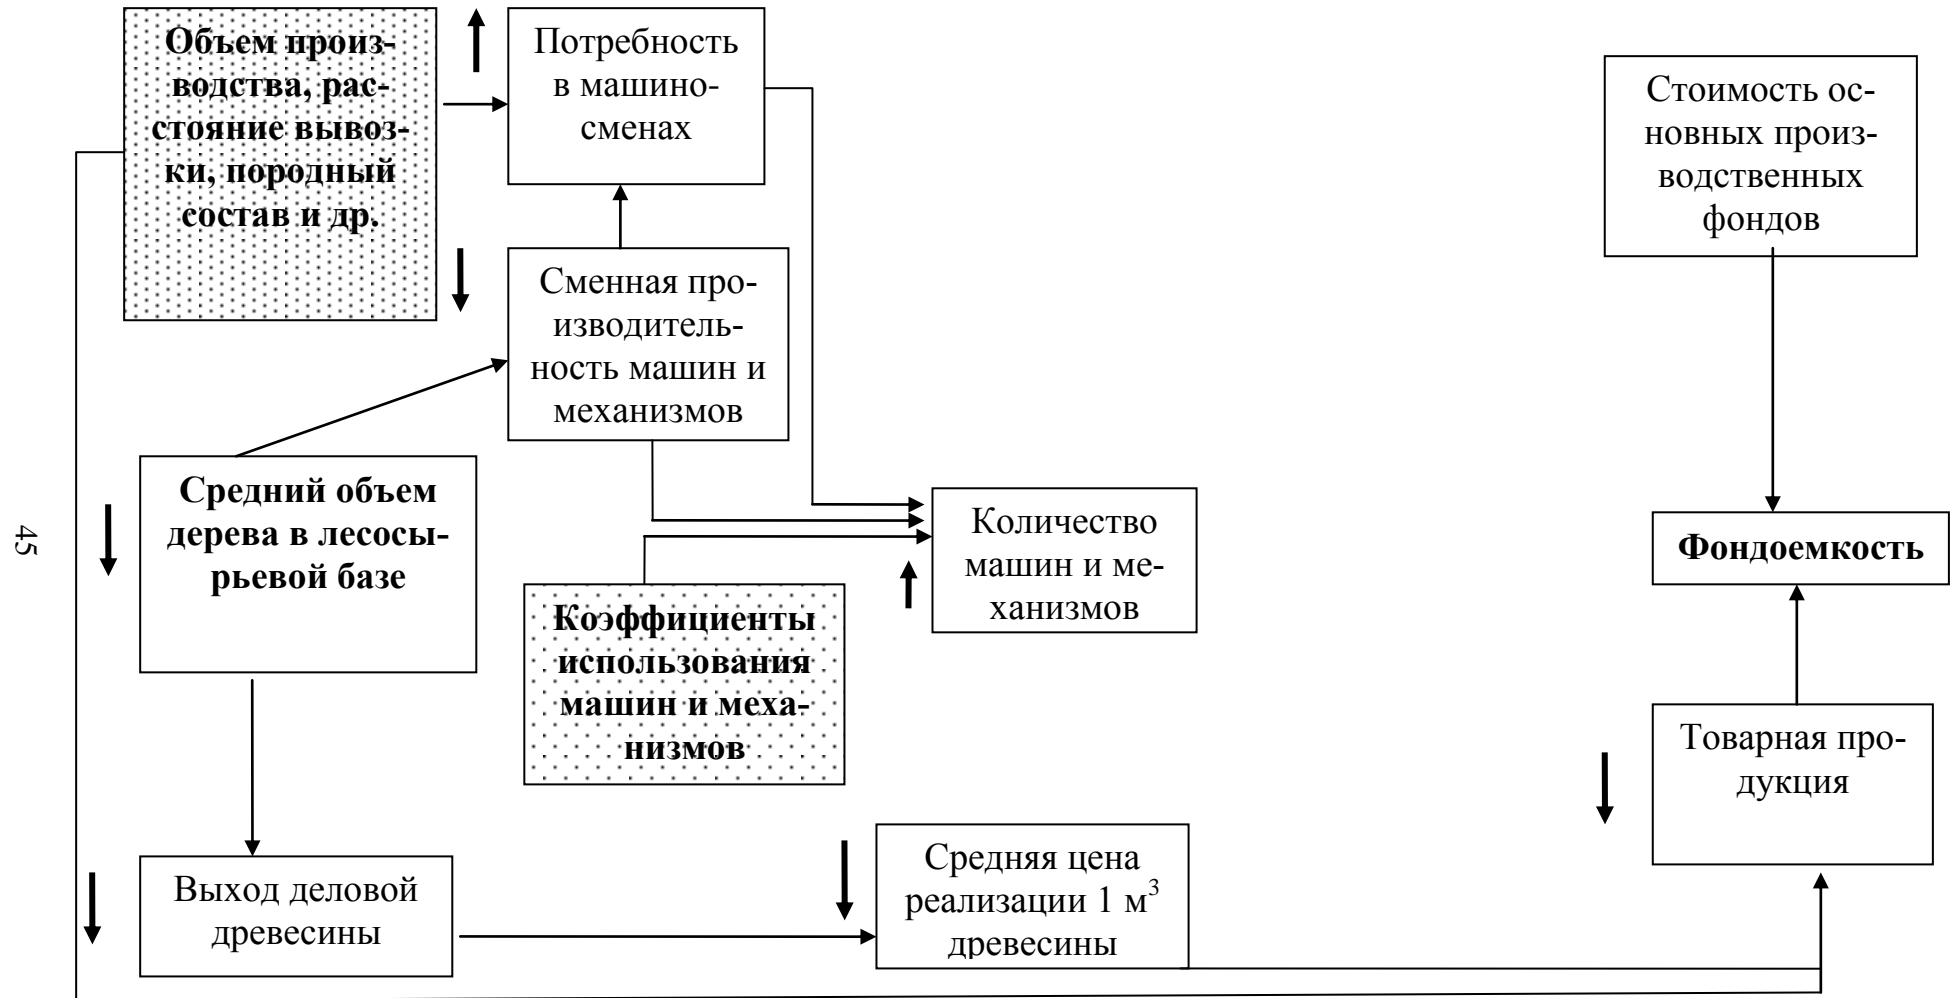 Объем произ-
водства, рас-
стояние вывоз-
ки, породный
состав и др.
Потребность
в машино-
сменах
Стоимость ос-
новных произ-
водственных
фондов
Сменная про-
изводитель-
ность машин и
механизмов
Средний объем
дерева в лесосы-
рьевой базе
45
Количество
машин и ме-
ханизмов
Фондоемкость
Коэффициенты
использования
машин и меха-
низмов
Товарная про-
дукция
Выход деловой
древесины
Средняя цена
реализации 1 м³
древесины